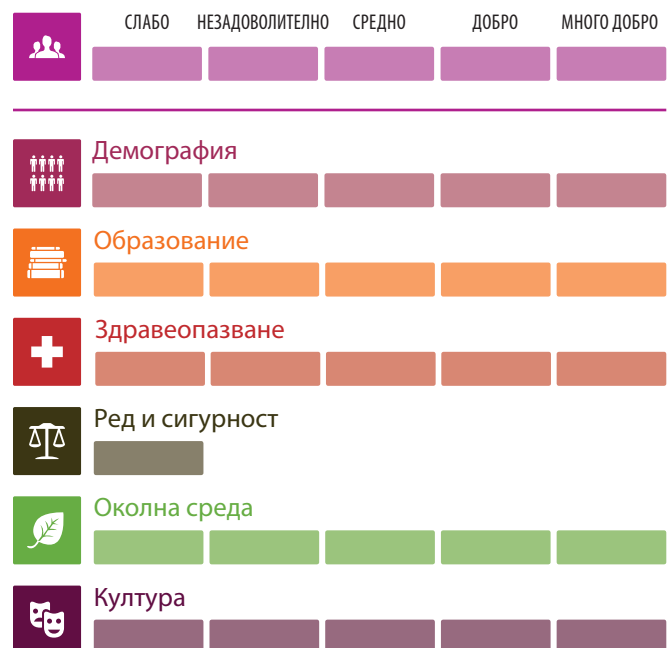 СЛАБО НЕЗАДОВОЛИТЕЛНО СРЕДНО ДОБРО МНОГО ДОБРО
Демография
Образование
Здравеопазване
Ред и сигурност
Околна среда
Култура